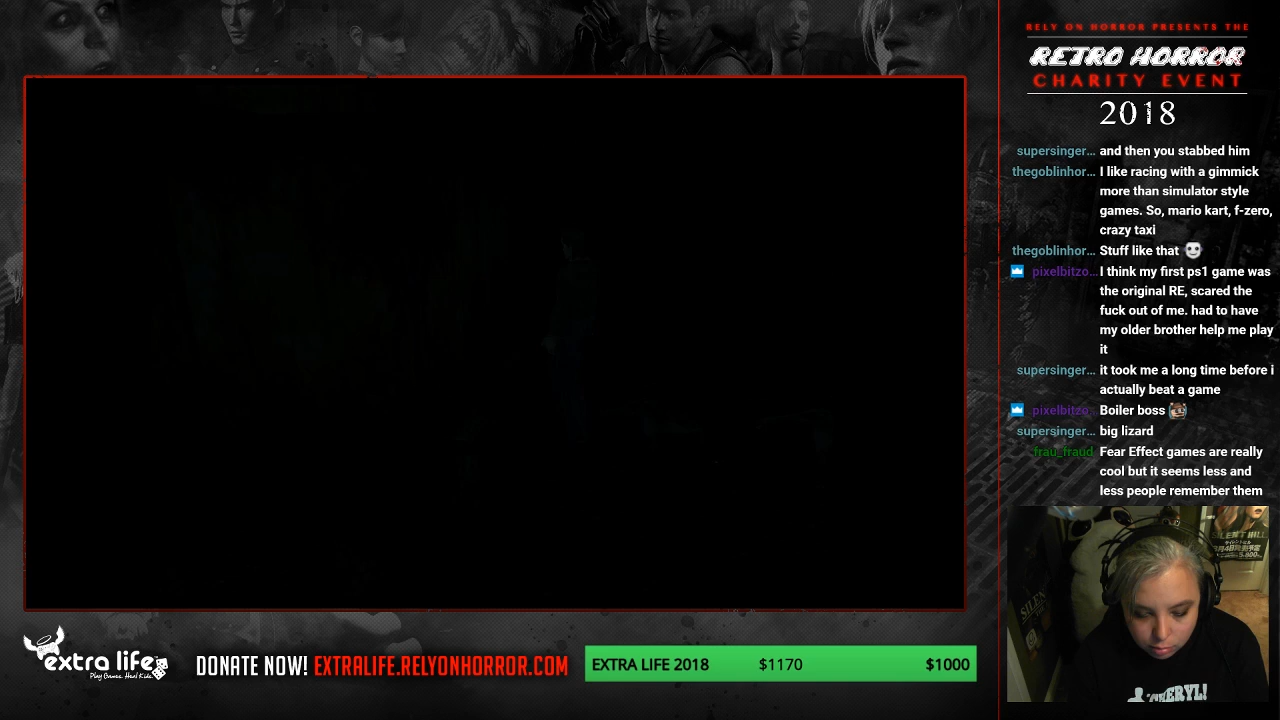 RELY ON HORROR PRESENTS THE
RETRO HORROR
CHARITY EVENT
2018
supersinger… and then you stabbed him
thegoblinhor… I like racing with a gimmick
more than simulator style
games. So, mario kart, f-zero,
crazy taxi
thegoblinhor… Stuff like that
pixelbitzo… I think my first ps1 game was
the original RE, scared the
fuck out of me. had to have
my older brother help me play
it
supersinger… it took me a long time before i
actually beat a game
pixelbitzo… Boiler boss
supersinger… big lizard
frau_fraud Fear Effect games are really
cool but it seems less and
less people remember them
SILENT HILL
CHERYL!
extra life
Play Games. Heal Kids.
DONATE NOW! EXTRALIFE.RELYONHORROR.COM
EXTRA LIFE 2018 $1170 $1000